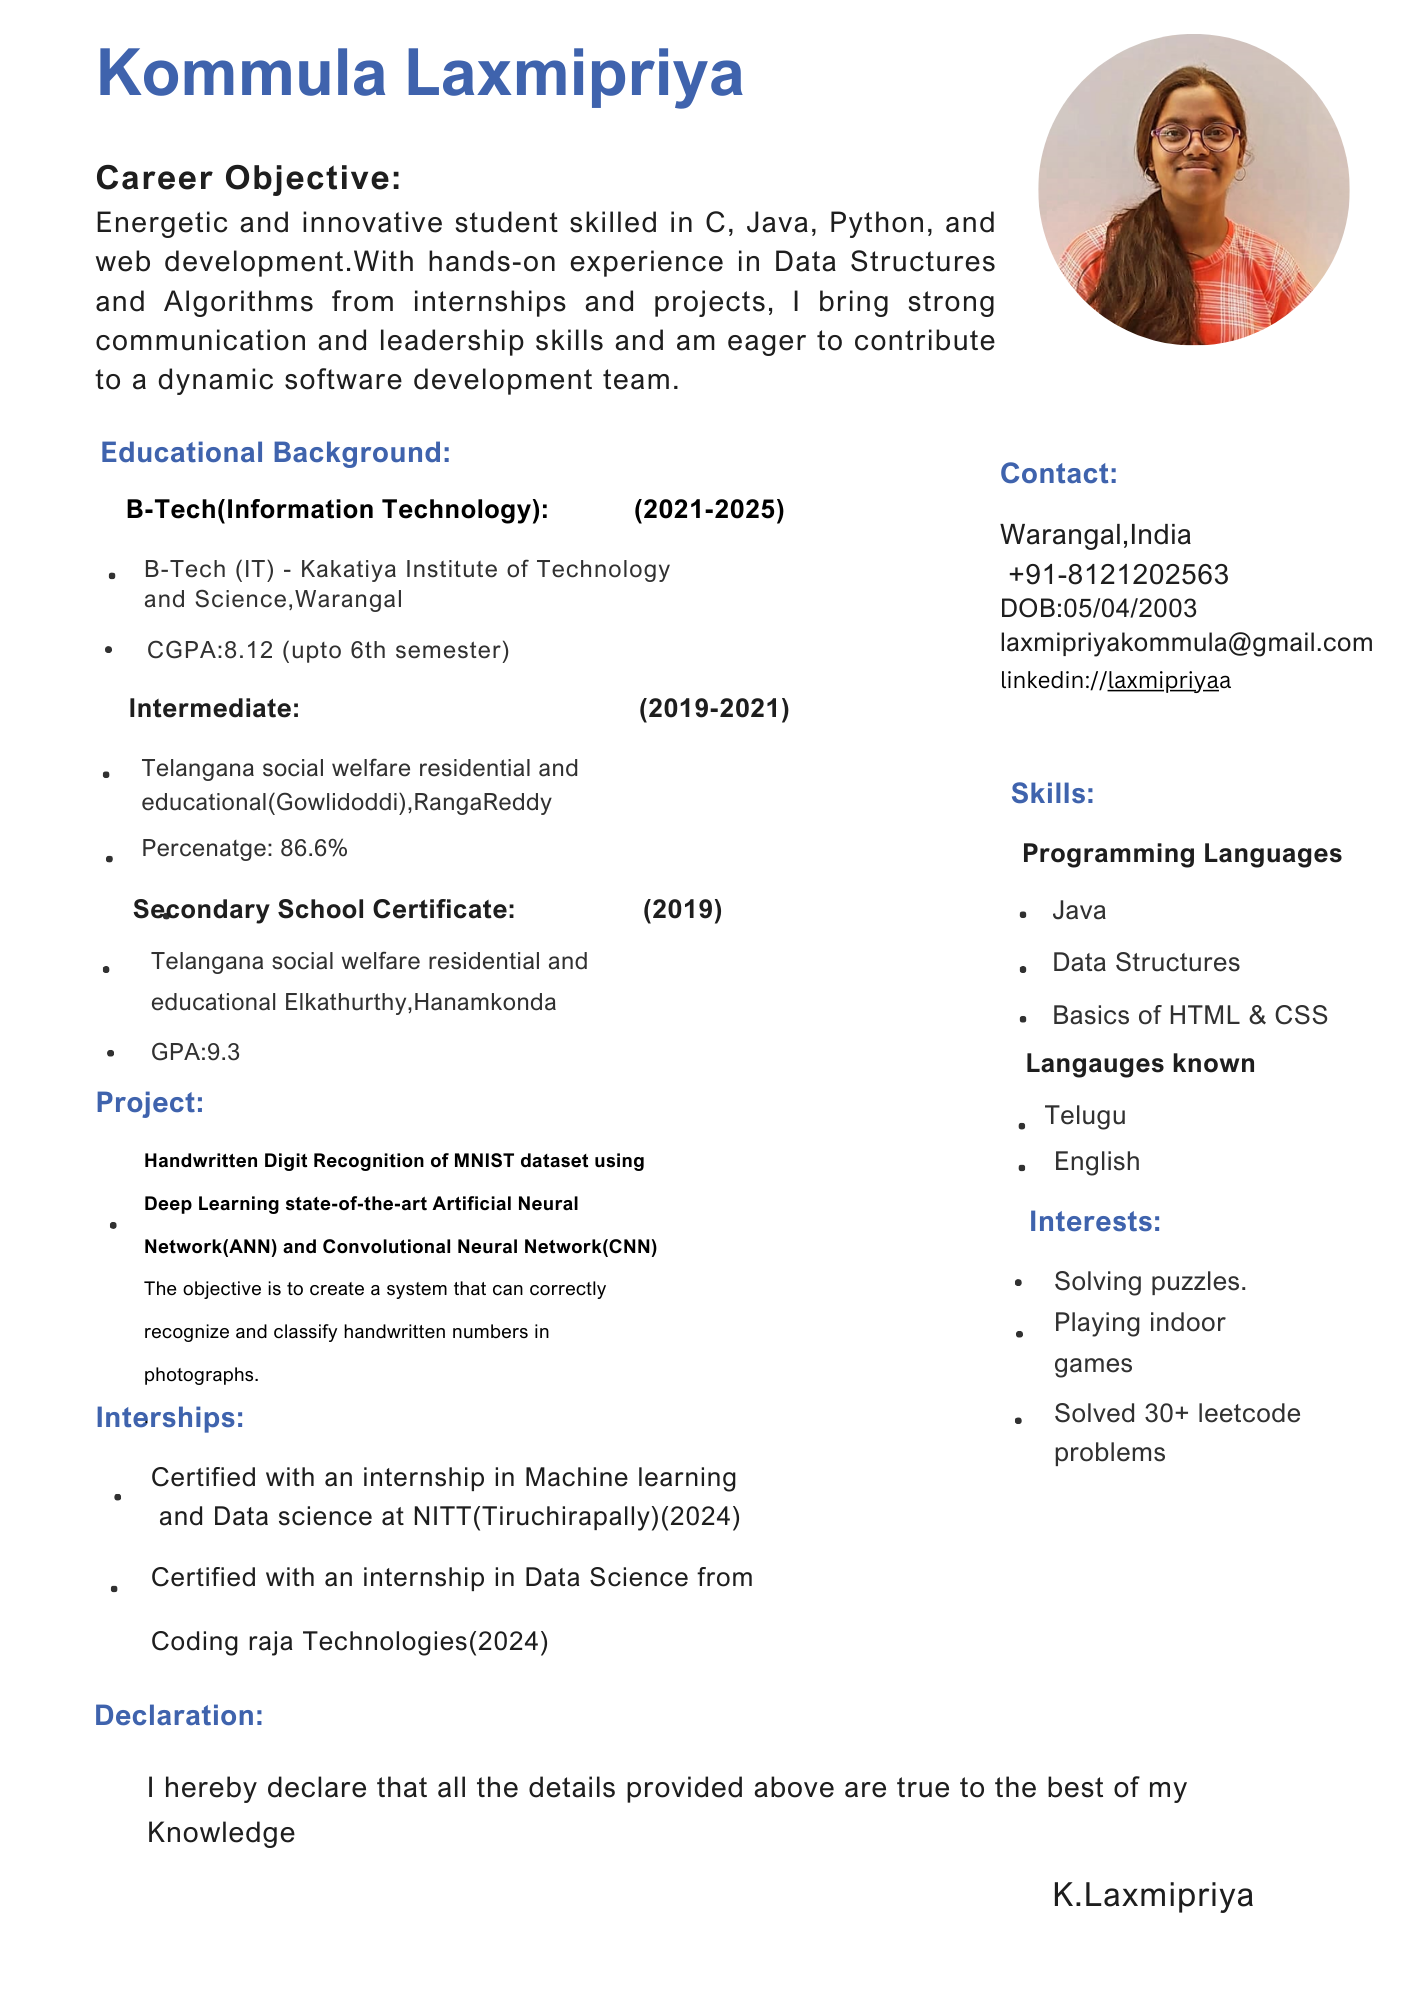 Kommula Laxmipriya
Career Objective:
Energetic and innovative student skilled in C, Java, Python, and
web development.With hands-on experience in Data Structures
and Algorithms from internships and projects, I bring strong
communication and leadership skills and am eager to contribute
to a dynamic software development team.
Educational Background:
B-Tech(Information Technology): (2021-2025)
• B-Tech (IT) - Kakatiya Institute of Technology
and Science,Warangal
• CGPA:8.12 (upto 6th semester)
Intermediate: (2019-2021)
• Telangana social welfare residential and
educational(Gowlidoddi),RangaReddy
• Percenatge: 86.6%
Secondary School Certificate: (2019)
• Telangana social welfare residential and
educational Elkathurthy,Hanamkonda
• GPA:9.3
Project:
Handwritten Digit Recognition of MNIST dataset using
Deep Learning state-of-the-art Artificial Neural
• Network(ANN) and Convolutional Neural Network(CNN)
The objective is to create a system that can correctly
recognize and classify handwritten numbers in
photographs.
Interships:
• Certified with an internship in Machine learning
and Data science at NITT(Tiruchirapally)(2024)
• Certified with an internship in Data Science from
Coding raja Technologies(2024)
Contact:
Warangal,India
+91-8121202563
DOB:05/04/2003
laxmipriyakommula@gmail.com
linkedin://laxmipriyaa
Skills:
Programming Languages
• Java
• Data Structures
• Basics of HTML & CSS
Langauges known
• Telugu
• English
Interests:
• Solving puzzles.
• Playing indoor
games
• Solved 30+ leetcode
problems
Declaration:
I hereby declare that all the details provided above are true to the best of my
Knowledge
K.Laxmipriya